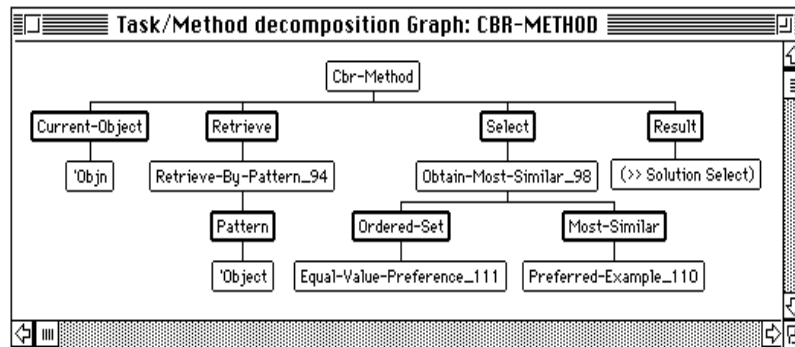 Task/Method decomposition Graph: CBR-METHOD
Cbr-Method
Current-Object Retrieve Select Result
'Objn Retrieve-By-Pattern_94 Obtain-Most-Similar_98 (>> Solution Select)
Pattern Ordered-Set Most-Similar
'Object Equal-Value-Preference_111 Preferred-Example_110